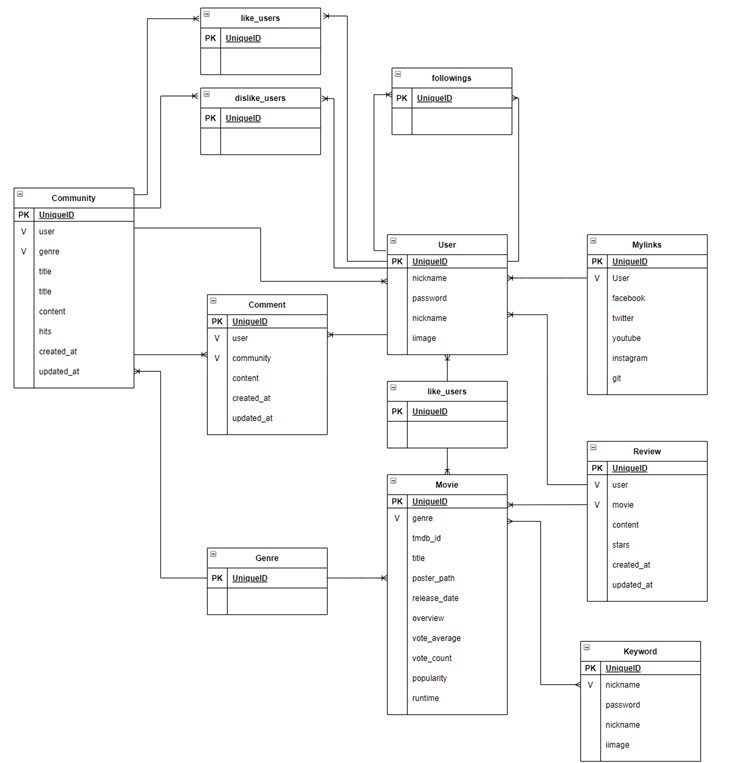 like_users
PK UniqueID
dislike_users
PK UniqueID
followings
PK UniqueID
Community
PK UniqueID
V user
V genre
title
title
content
hits
created_at
updated_at
User
PK UniqueID
nickname
password
nickname
iimage
Mylinks
PK UniqueID
V User
facebook
twitter
youtube
instagram
git
Comment
PK UniqueID
V user
V community
content
created_at
updated_at
like_users
PK UniqueID
Review
PK UniqueID
V user
V movie
content
stars
created_at
updated_at
Movie
PK UniqueID
V genre
tmdb_id
title
poster_path
release_date
overview
vote_average
vote_count
popularity
runtime
Genre
PK UniqueID
Keyword
PK UniqueID
V nickname
password
nickname
iimage